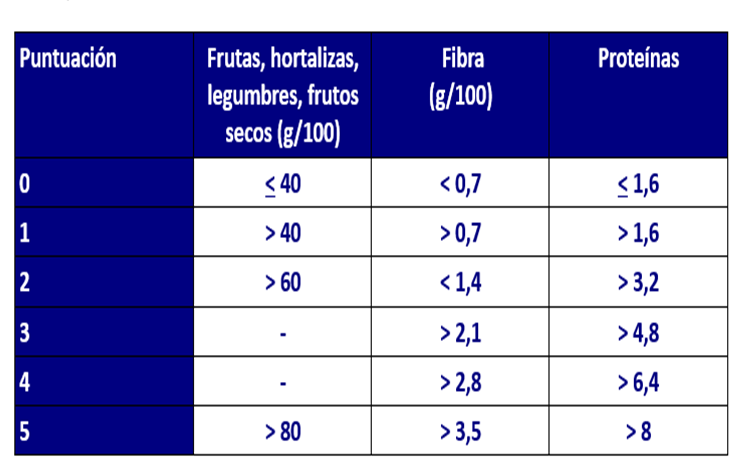 Puntuación Frutas, hortalizas, Fibra Proteínas
legumbres, frutos (g/100)
secos (g/100)
0 ≤ 40 < 0,7 ≤ 1,6
1 > 40 > 0,7 > 1,6
2 > 60 < 1,4 > 3,2
3 - > 2,1 > 4,8
4 - > 2,8 > 6,4
5 > 80 > 3,5 > 8